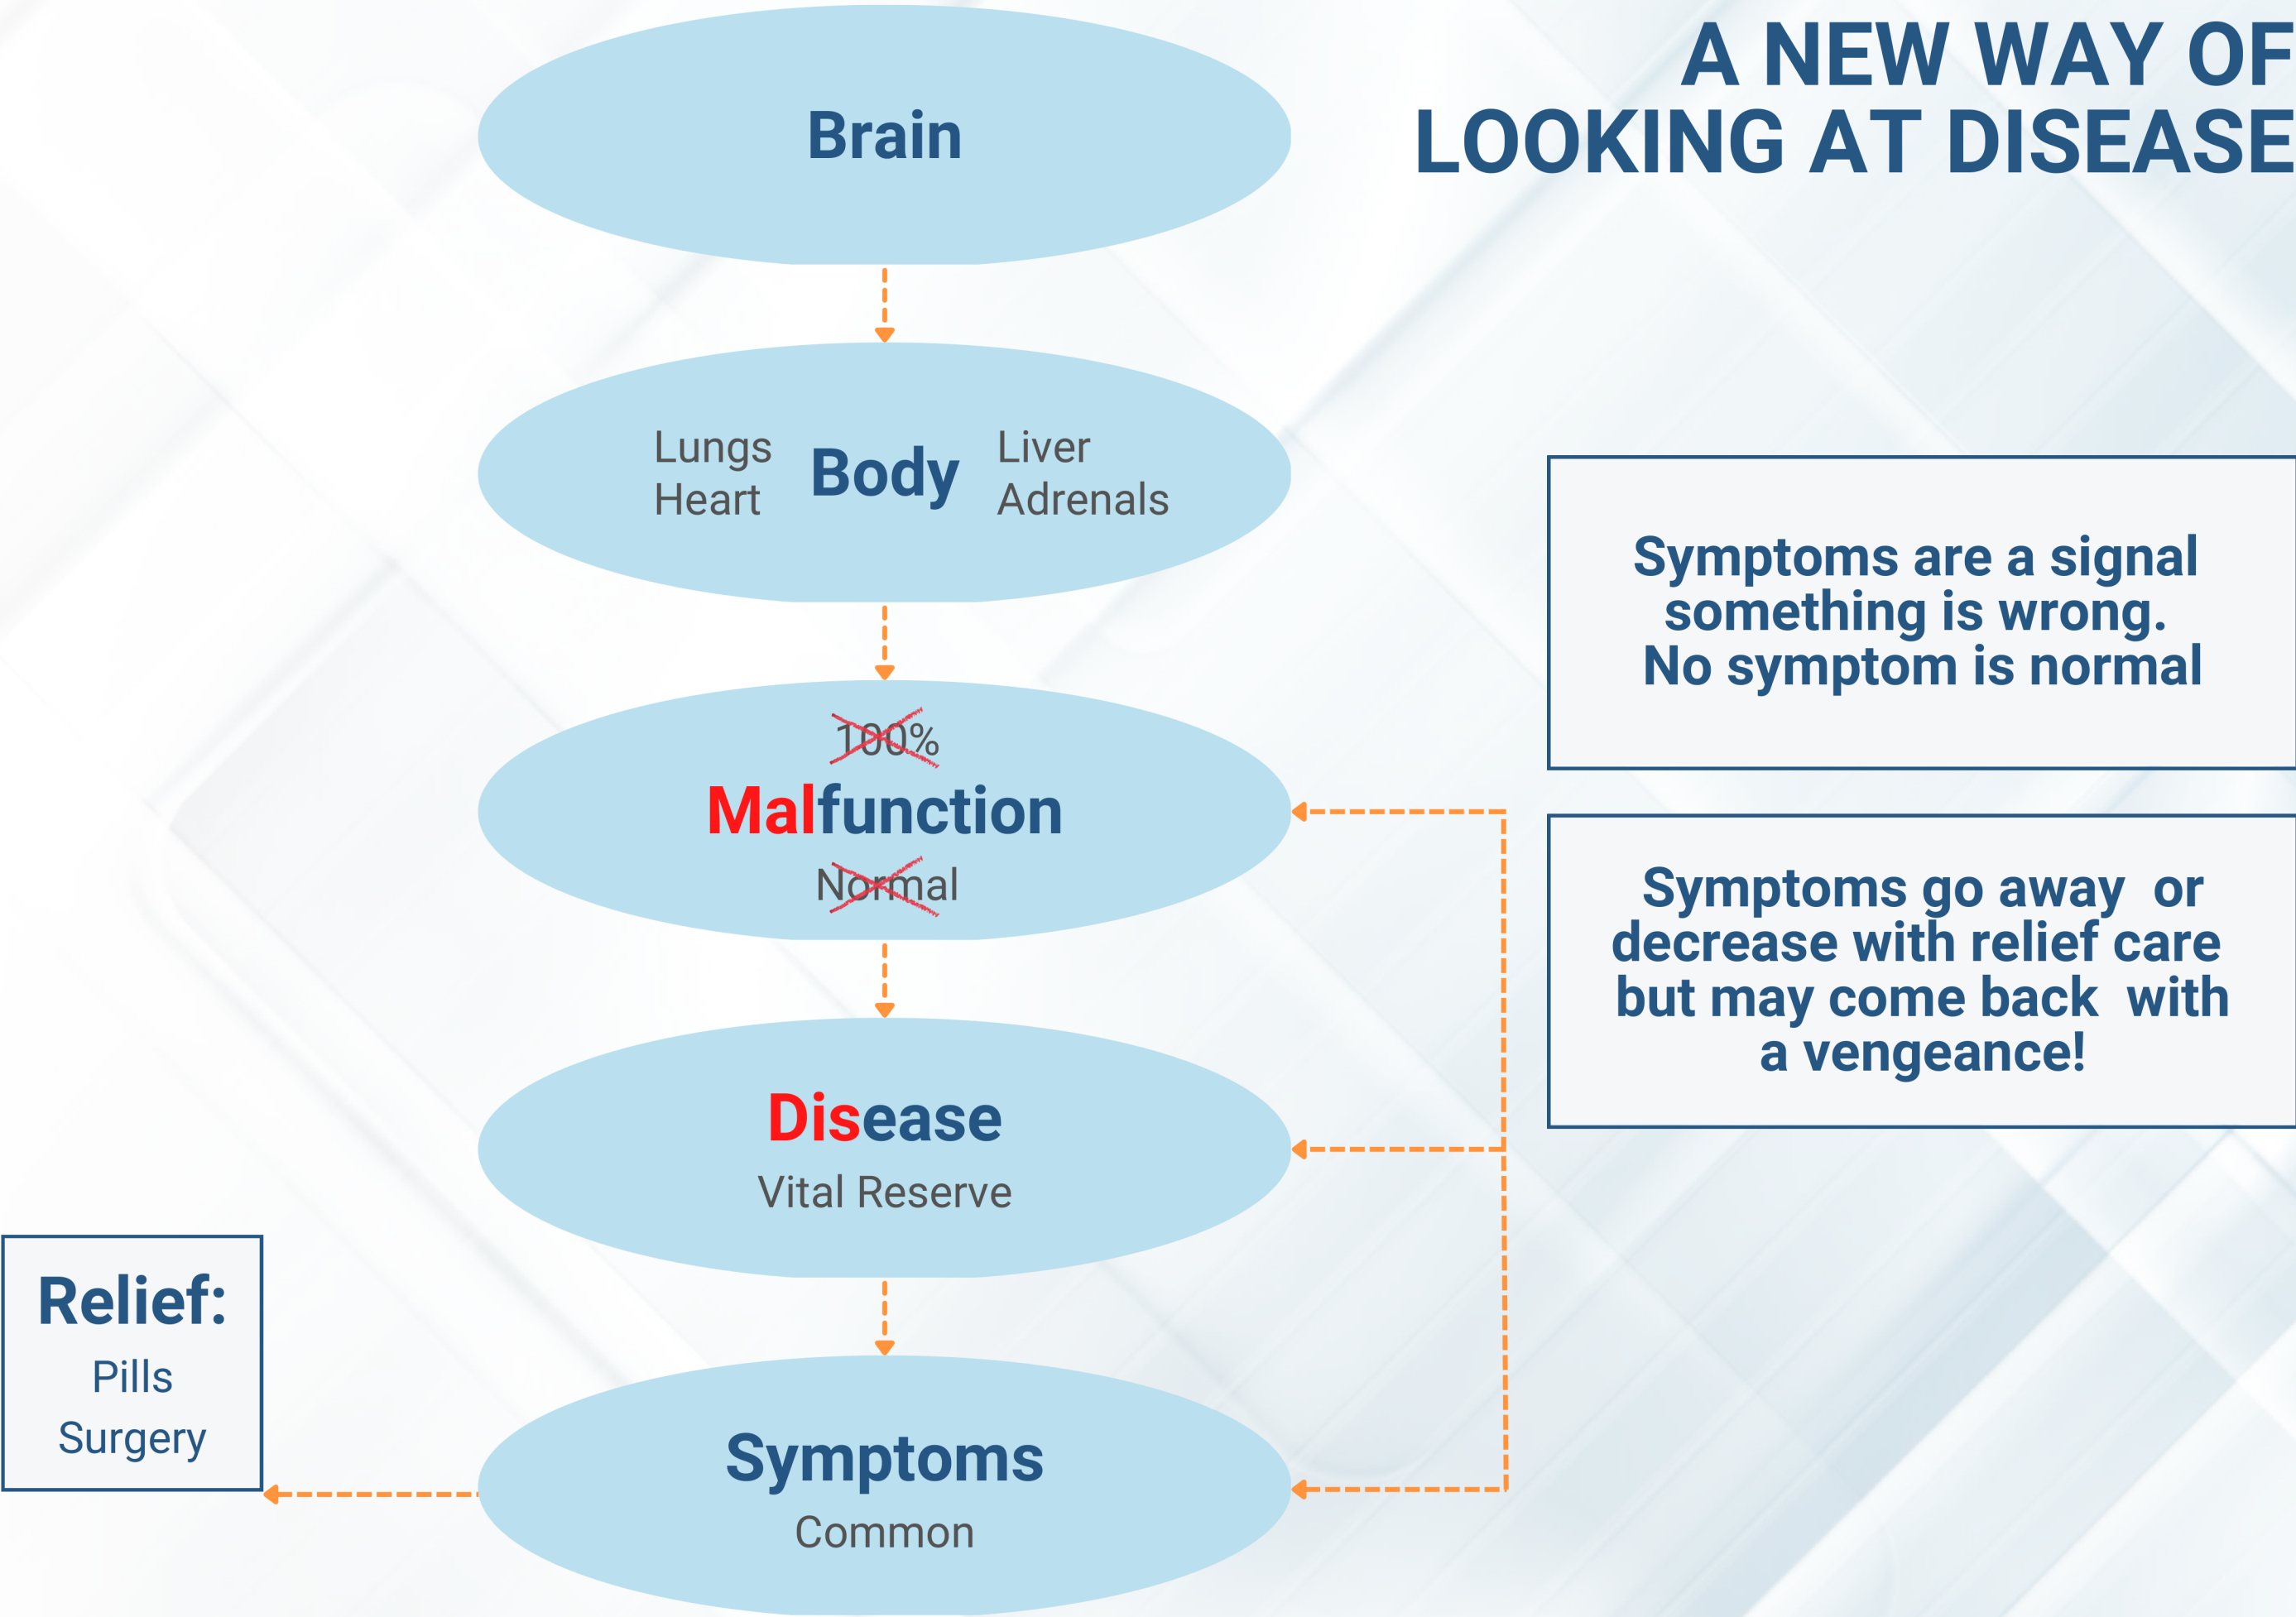 A NEW WAY OF
LOOKING AT DISEASE
Brain
Lungs
Heart
Body
Liver
Adrenals
100%
Malfunction
Normal
Disease
Vital Reserve
Symptoms
Common
Relief:
Pills
Surgery
Symptoms are a signal
something is wrong.
No symptom is normal
Symptoms go away or
decrease with relief care
but may come back with
a vengeance!